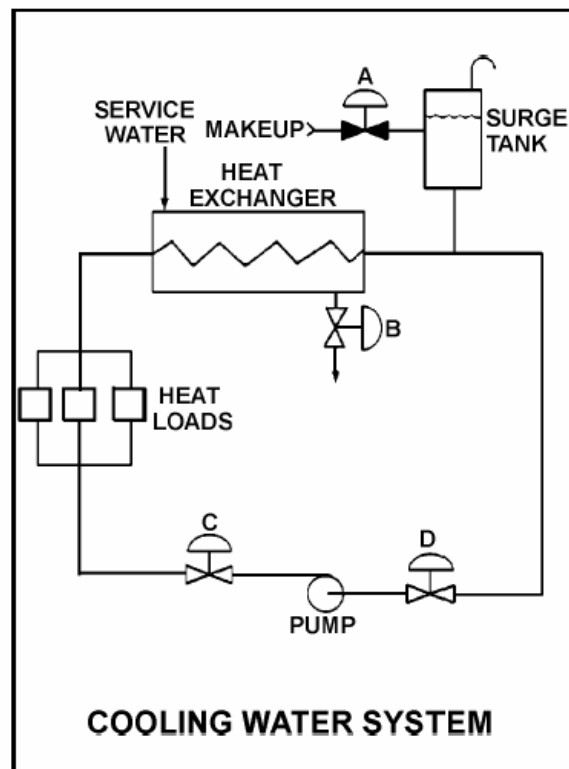 A
SERVICE
WATER
MAKEUP
SURGE
TANK
HEAT
EXCHANGER
B
HEAT
LOADS
C
D
PUMP
COOLING WATER SYSTEM